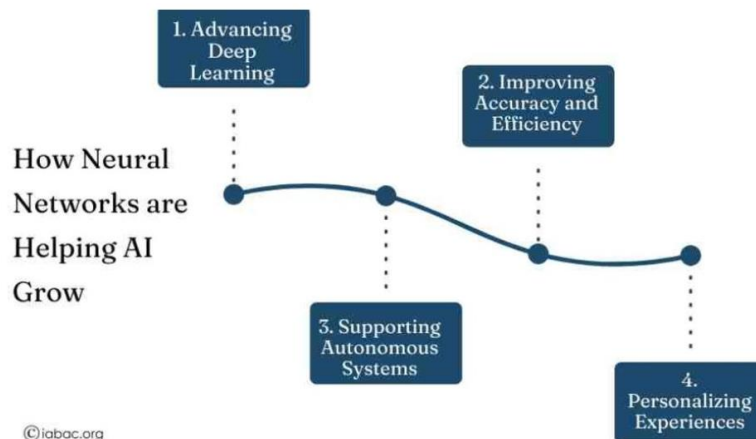 1. Advancing
Deep
Learning
2. Improving
Accuracy and
Efficiency
How Neural
Networks are
Helping AI
Grow
3. Supporting
Autonomous
Systems
4.
Personalizing
Experiences
©iabac.org